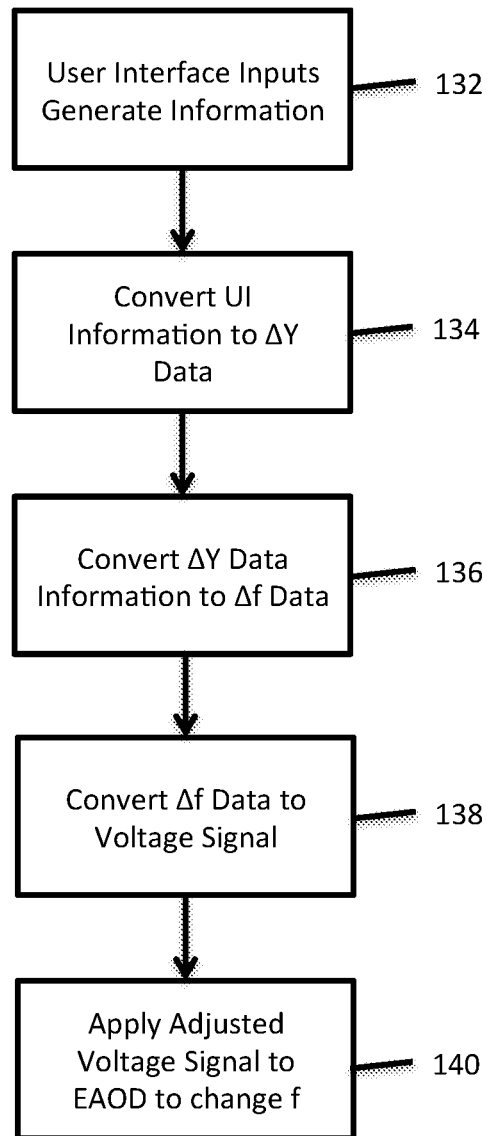 User Interface Inputs
Generate Information
132
Convert UI
Information to ΔY
Data
134
Convert ΔY Data
Information to Δf Data
136
Convert Δf Data to
Voltage Signal
138
Apply Adjusted
Voltage Signal to
EAOD to change f
140